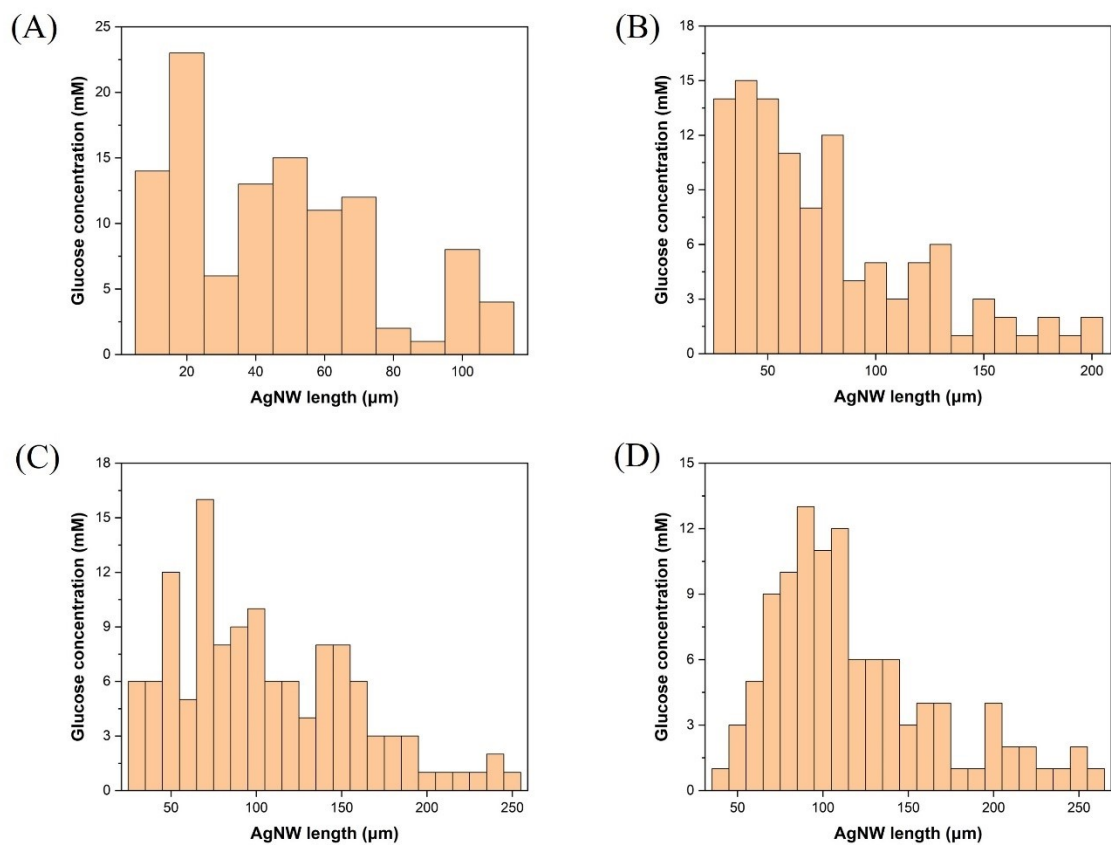 (A)
25
20
15
10
5
0
Glucose concentration (mM)
20 40 60 80 100
AgNW length (μm)
(B)
18
15
12
9
6
3
0
Glucose concentration (mM)
50 100 150 200
AgNW length (μm)
(C)
18
15
12
9
6
3
0
Glucose concentration (mM)
50 100 150 200 250
AgNW length (μm)
(D)
15
12
9
6
3
0
Glucose concentration (mM)
50 100 150 200 250
AgNW length (μm)